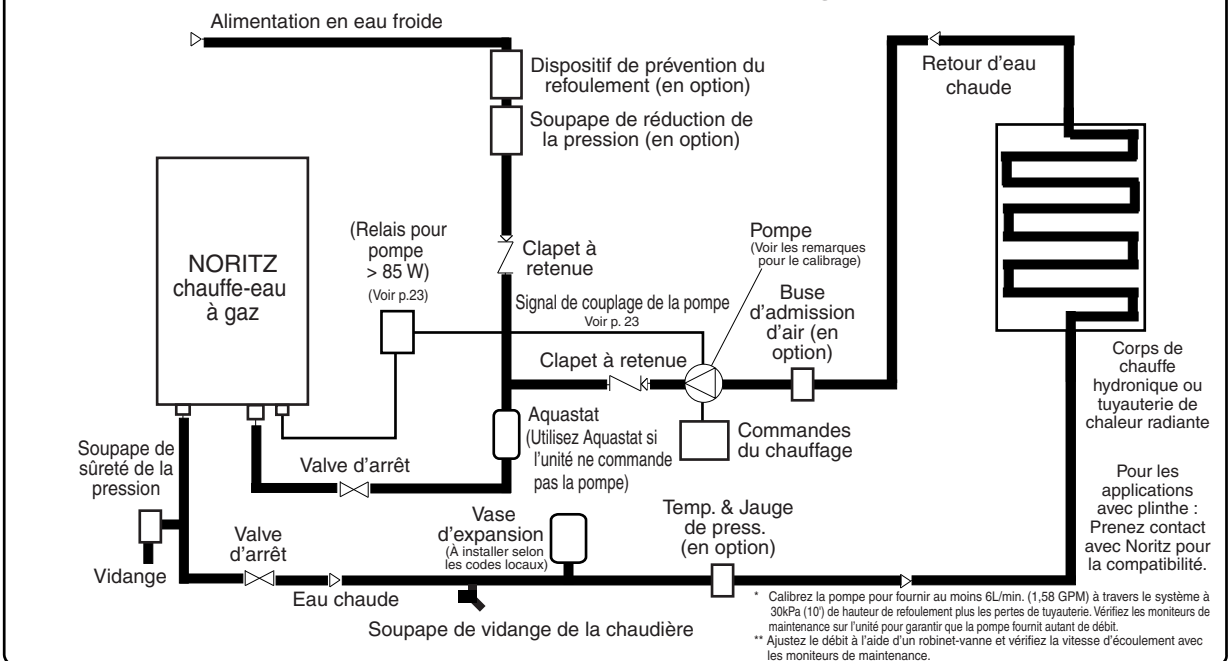 Alimentation en eau froide
Dispositif de prévention du
refoulement (en option)
Soupape de réduction de
la pression (en option)
Retour d'eau
chaude
NORITZ
chauffe-eau
à gaz
(Relais pour
pompe
> 85 W)
(Voir p.23)
Clapet à
retenue
Pompe
(Voir les remarques
pour le calibrage)
Signal de couplage de la pompe
Voir p. 23
Buse
d'admission
d'air (en
option)
Clapet à retenue
Corps de
chauffe
hydronique ou
tuyauterie de
chaleur radiante
Aquastat
(Utilisez Aquastat si
l'unité ne commande
pas la pompe)
Commandes
du chauffage
Soupape de
sûreté de la
pression
Valve d'arrêt
Pour les
applications
avec plinthe :
Prenez contact
avec Noritz pour
la compatibilité.
Vidange
Valve
d'arrêt
Vase
d'expansion
(À installer selon
les codes locaux)
Temp. & Jauge
de press.
(en option)
Eau chaude
Soupape de vidange de la chaudière
* Calibrez la pompe pour fournir au moins 6L/min. (1,58 GPM) à travers le système à
30kPa (10') de hauteur de refoulement plus les pertes de tuyauterie. Vérifiez les moniteurs de
maintenance sur l'unité pour garantir que la pompe fournit autant de débit.
** Ajustez le débit à l'aide d'un robinet-vanne et vérifiez la vitesse d'écoulement avec
les moniteurs de maintenance.